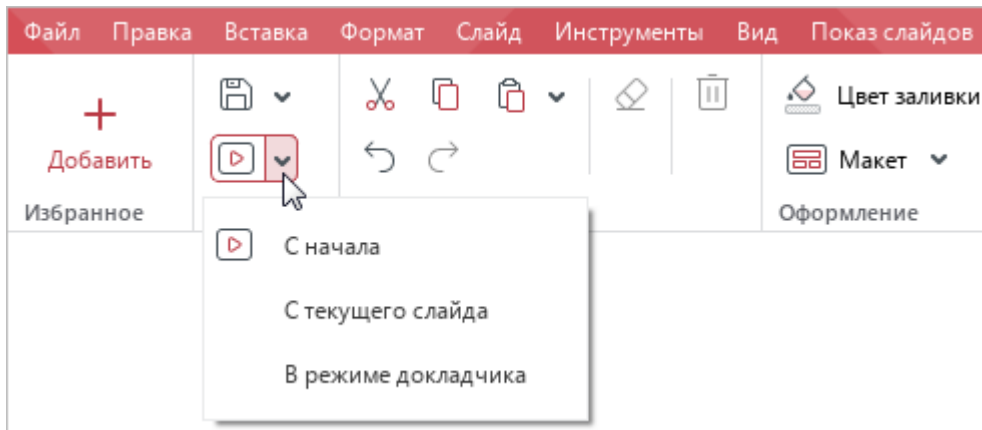 Файл Правка Вставка Формат Слайд Инструменты Вид Показ слайдов
Цвет заливки
Добавить
Макет
Избранное
Оформление
С начала
С текущего слайда
В режиме докладчика